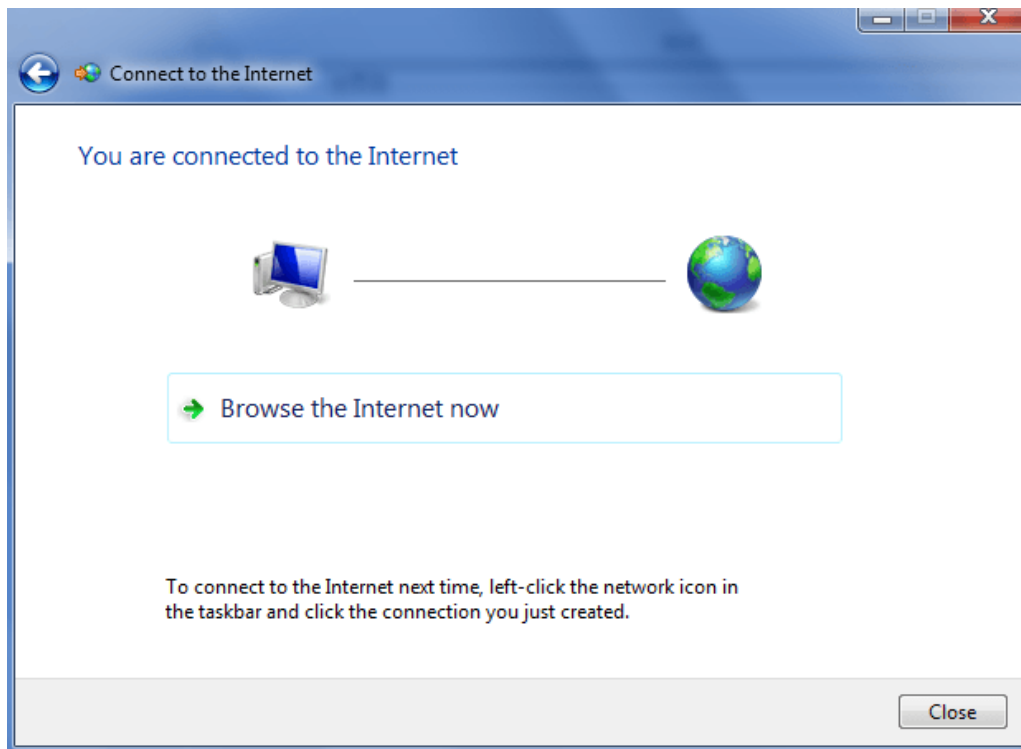 Connect to the Internet
You are connected to the Internet
Browse the Internet now
To connect to the Internet next time, left-click the network icon in
the taskbar and click the connection you just created.
Close